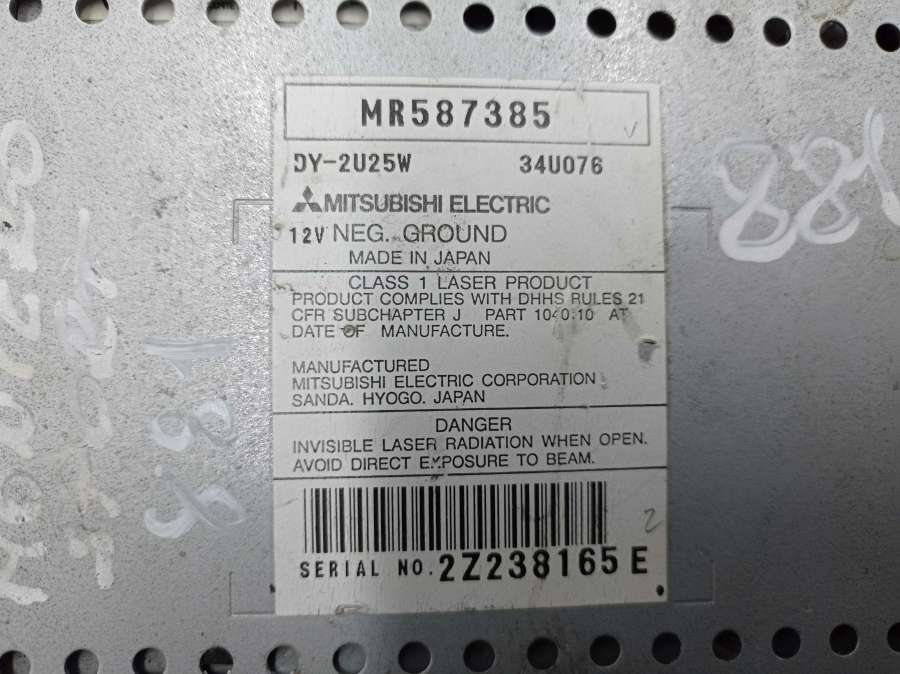 MR587385
DY-2U25W 34U076
MITSUBISHI ELECTRIC
12V NEG. GROUND
MADE IN JAPAN
CLASS 1 LASER PRODUCT
PRODUCT COMPLIES WITH DHHS RULES 21
CFR SUBCHAPTER J PART 1040.10 AT
DATE OF MANUFACTURE.
MANUFACTURED
MITSUBISHI ELECTRIC CORPORATION
SANDA. HYOGO. JAPAN
DANGER
INVISIBLE LASER RADIATION WHEN OPEN.
AVOID DIRECT EXPOSURE TO BEAM.
2
SERIAL NO. 2Z238165 E